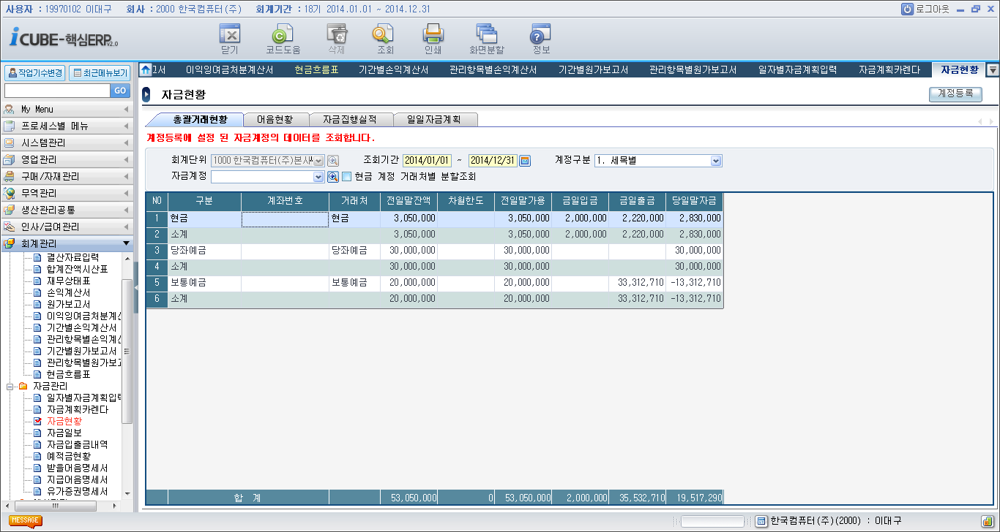 사용자 : 19970102 이대구 회사 : 2000 한국컴퓨터(주) 회계기간 : 18기 2014.01.01 ~ 2014.12.31 로그아웃
iCUBE-핵심ERP v2.0
닫기 코드도움 삭제 조회 인쇄 화면분할 정보
작업기수변경 최근메뉴보기
고서 이익잉여금처분계산서 현금흐름표 기간별손익계산서 관리항목별손익계산서 기간별원가보고서 관리항목별원가보고서 일자별자금계획입력 자금계획카렌다 자금현황
GO
자금현황 계정등록
My Menu
프로세스별 메뉴
시스템관리
영업관리
구매/자재관리
무역관리
생산관리공통
인사/급여관리
회계관리
결산자료입력
합계잔액시산표
재무상태표
손익계산서
원가보고서
이익잉여금처분계산
기간별손익계산서
관리항목별손익계산
기간별원가보고서
관리항목별원가보고
현금흐름표
자금관리
일자별자금계획입력
자금계획카렌다
자금현황
자금일보
자금입출금내역
예적금현황
받을어음명세서
지급어음명세서
유가증권명세서
총괄거래현황 어음현황 자금집행실적 일일자금계획
계정등록에 설정 된 자금계정의 데이터를 조회합니다.
회계단위 1000 한국컴퓨터(주)본사 조회기간 2014/01/01 ~ 2014/12/31 계정구분 1. 세목별
자금계정 현금 계정 거래처별 분할조회
NO 구분 계좌번호 거래처 전일말잔액 차월한도 전일말가용 금일입금 금일출금 당일말자금
1 현금 현금 3,050,000 3,050,000 2,000,000 2,220,000 2,830,000
2 소계 3,050,000 3,050,000 2,000,000 2,220,000 2,830,000
3 당좌예금 당좌예금 30,000,000 30,000,000 30,000,000
4 소계 30,000,000 30,000,000 30,000,000
5 보통예금 보통예금 20,000,000 20,000,000 33,312,710 -13,312,710
6 소계 20,000,000 20,000,000 33,312,710 -13,312,710
합 계 53,050,000 0 53,050,000 2,000,000 35,532,710 19,517,290
MESSAGE 한국컴퓨터(주)(2000) : 이대구